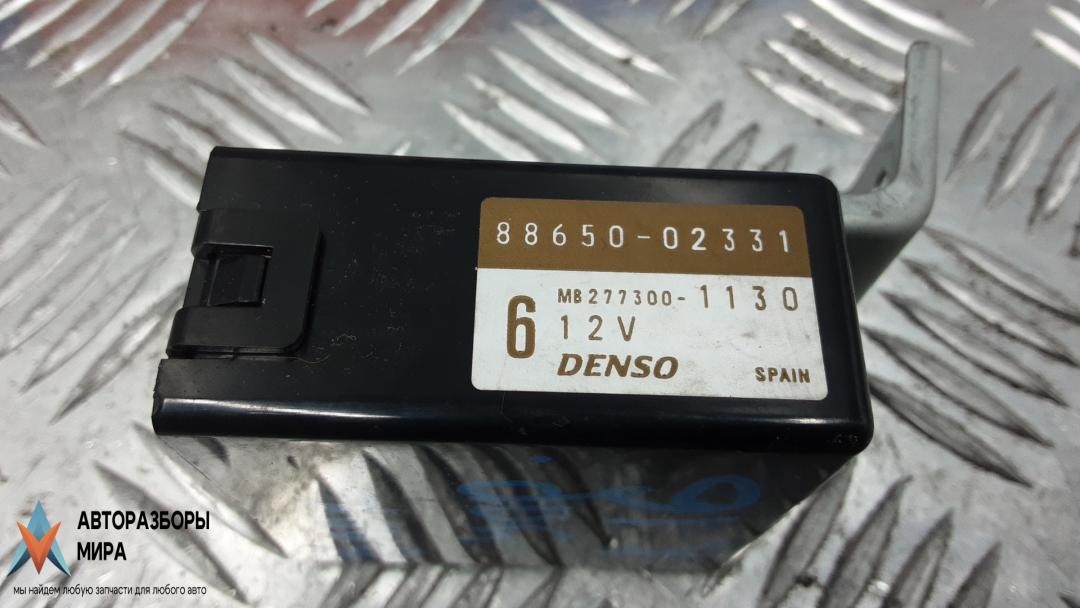 88650-02331
MB277300-1130
6
12V
DENSO
SPAIN
АВТОРАЗБОРЫ
МИРА
мы найдем любую запчасти для любого авто